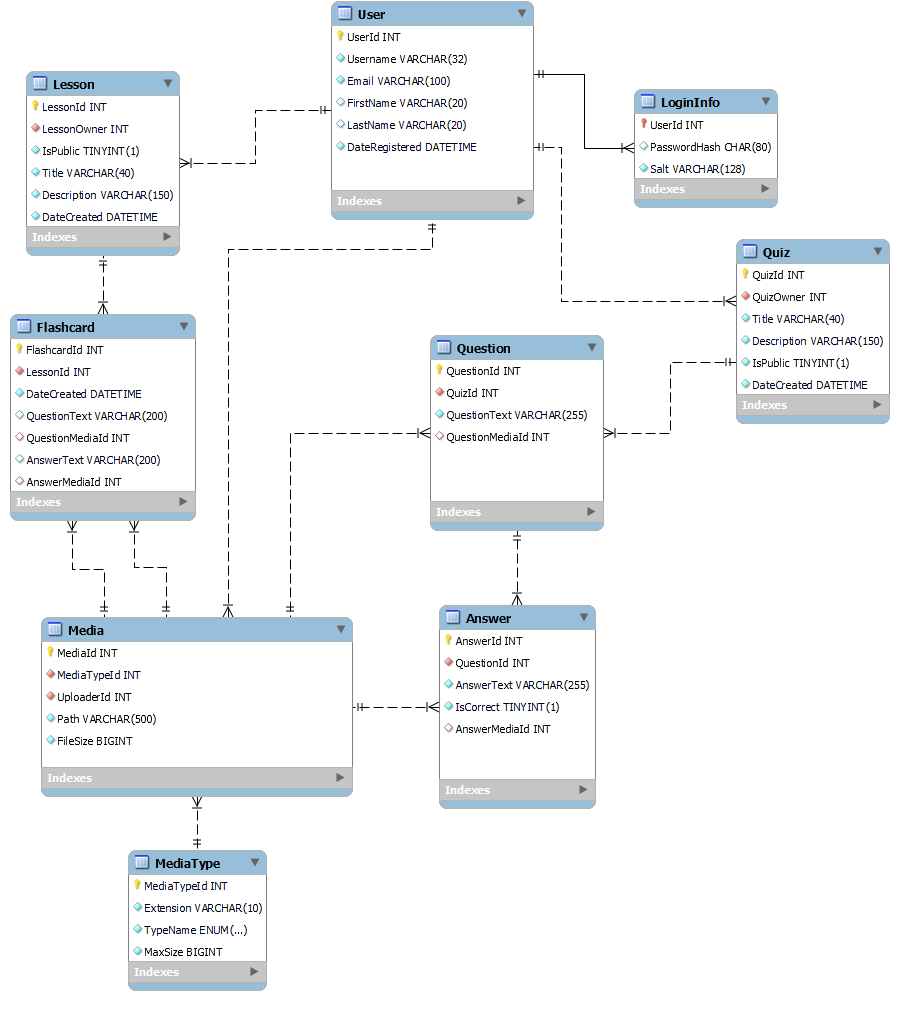 User
UserId INT
Username VARCHAR(32)
Email VARCHAR(100)
FirstName VARCHAR(20)
LastName VARCHAR(20)
DateRegistered DATETIME
Indexes
Lesson
LessonId INT
LessonOwner INT
IsPublic TINYINT(1)
Title VARCHAR(40)
Description VARCHAR(150)
DateCreated DATETIME
Indexes
LoginInfo
UserId INT
PasswordHash CHAR(80)
Salt VARCHAR(128)
Indexes
Quiz
QuizId INT
QuizOwner INT
Title VARCHAR(40)
Description VARCHAR(150)
IsPublic TINYINT(1)
DateCreated DATETIME
Indexes
Flashcard
FlashcardId INT
LessonId INT
DateCreated DATETIME
QuestionText VARCHAR(200)
QuestionMediaId INT
AnswerText VARCHAR(200)
AnswerMediaId INT
Indexes
Question
QuestionId INT
QuizId INT
QuestionText VARCHAR(255)
QuestionMediaId INT
Indexes
Media
MediaId INT
MediaTypeId INT
UploaderId INT
Path VARCHAR(500)
FileSize BIGINT
Indexes
Answer
AnswerId INT
QuestionId INT
AnswerText VARCHAR(255)
IsCorrect TINYINT(1)
AnswerMediaId INT
Indexes
MediaType
MediaTypeId INT
Extension VARCHAR(10)
TypeName ENUM(...)
MaxSize BIGINT
Indexes